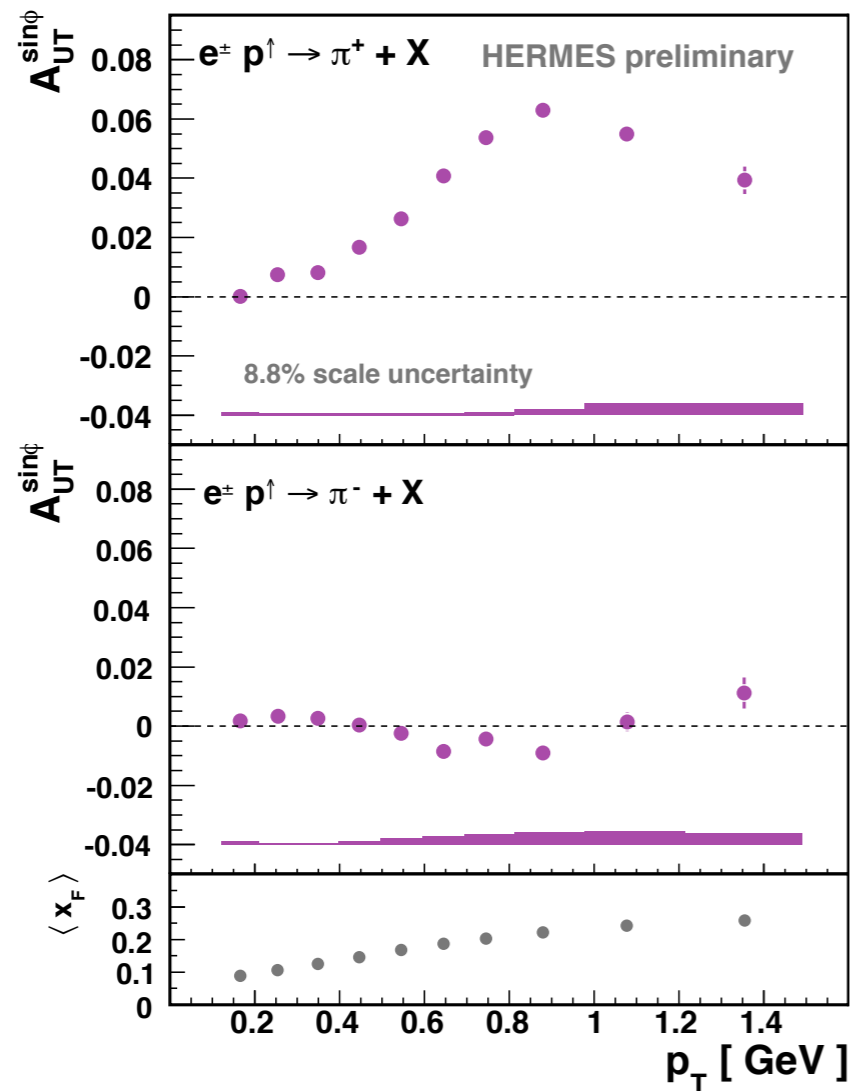 A_UT^sinϕ
e± p↑ → π+ + X
HERMES preliminary
0.08
0.06
0.04
0.02
0
-0.02
-0.04
8.8% scale uncertainty
A_UT^sinϕ
e± p↑ → π- + X
0.08
0.06
0.04
0.02
0
-0.02
-0.04
⟨ x_F ⟩
0.3
0.2
0.1
0
0.2 0.4 0.6 0.8 1 1.2 1.4
p_T [ GeV ]